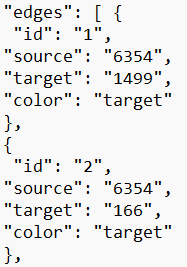 "edges": [ {
"id": "1",
"source": "6354",
"target": "1499",
"color": "target"
},
{
"id": "2",
"source": "6354",
"target": "166",
"color": "target"
},